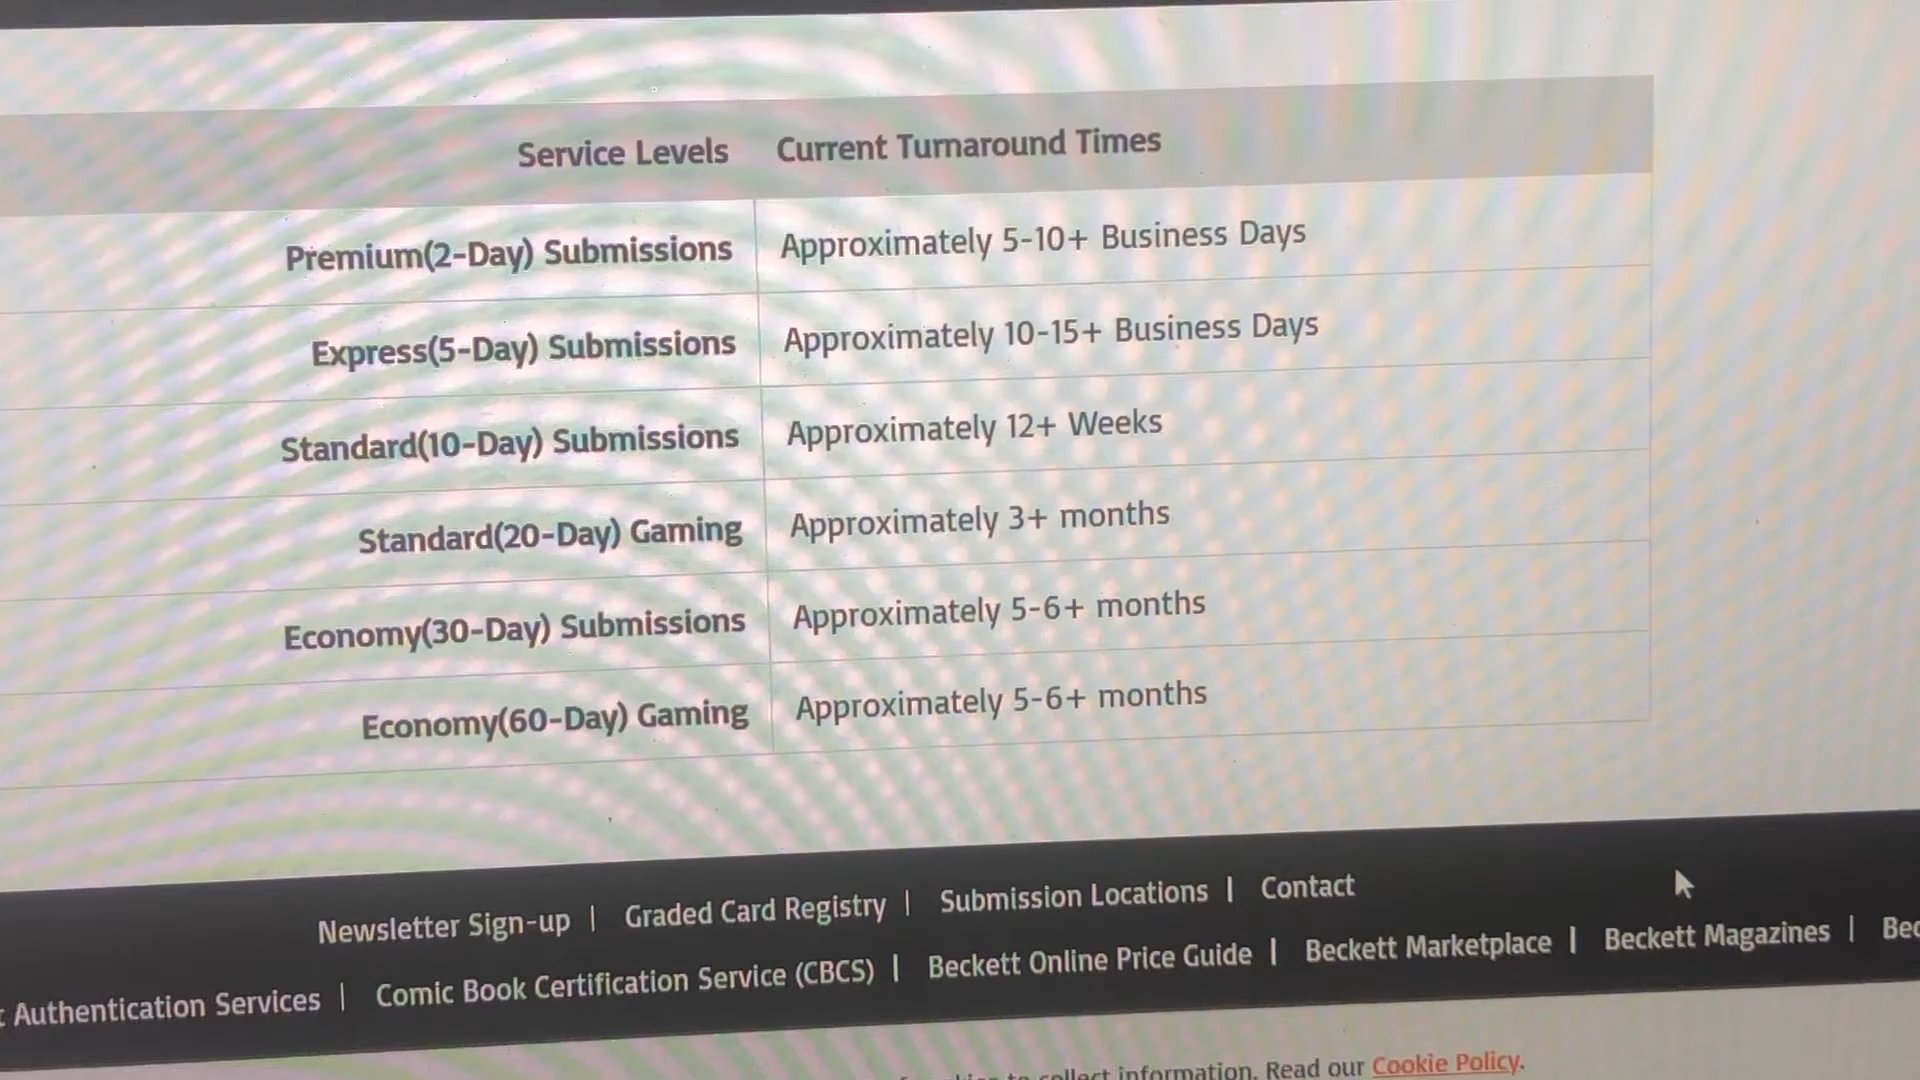 Service Levels Current Turnaround Times
Premium(2-Day) Submissions Approximately 5-10+ Business Days
Express(5-Day) Submissions Approximately 10-15+ Business Days
Standard(10-Day) Submissions Approximately 12+ Weeks
Standard(20-Day) Gaming Approximately 3+ months
Economy(30-Day) Submissions Approximately 5-6+ months
Economy(60-Day) Gaming Approximately 5-6+ months
Newsletter Sign-up | Graded Card Registry | Submission Locations | Contact
Authentication Services | Comic Book Certification Service (CBCS) | Beckett Online Price Guide | Beckett Marketplace | Beckett Magazines |
to collect information. Read our Cookie Policy.